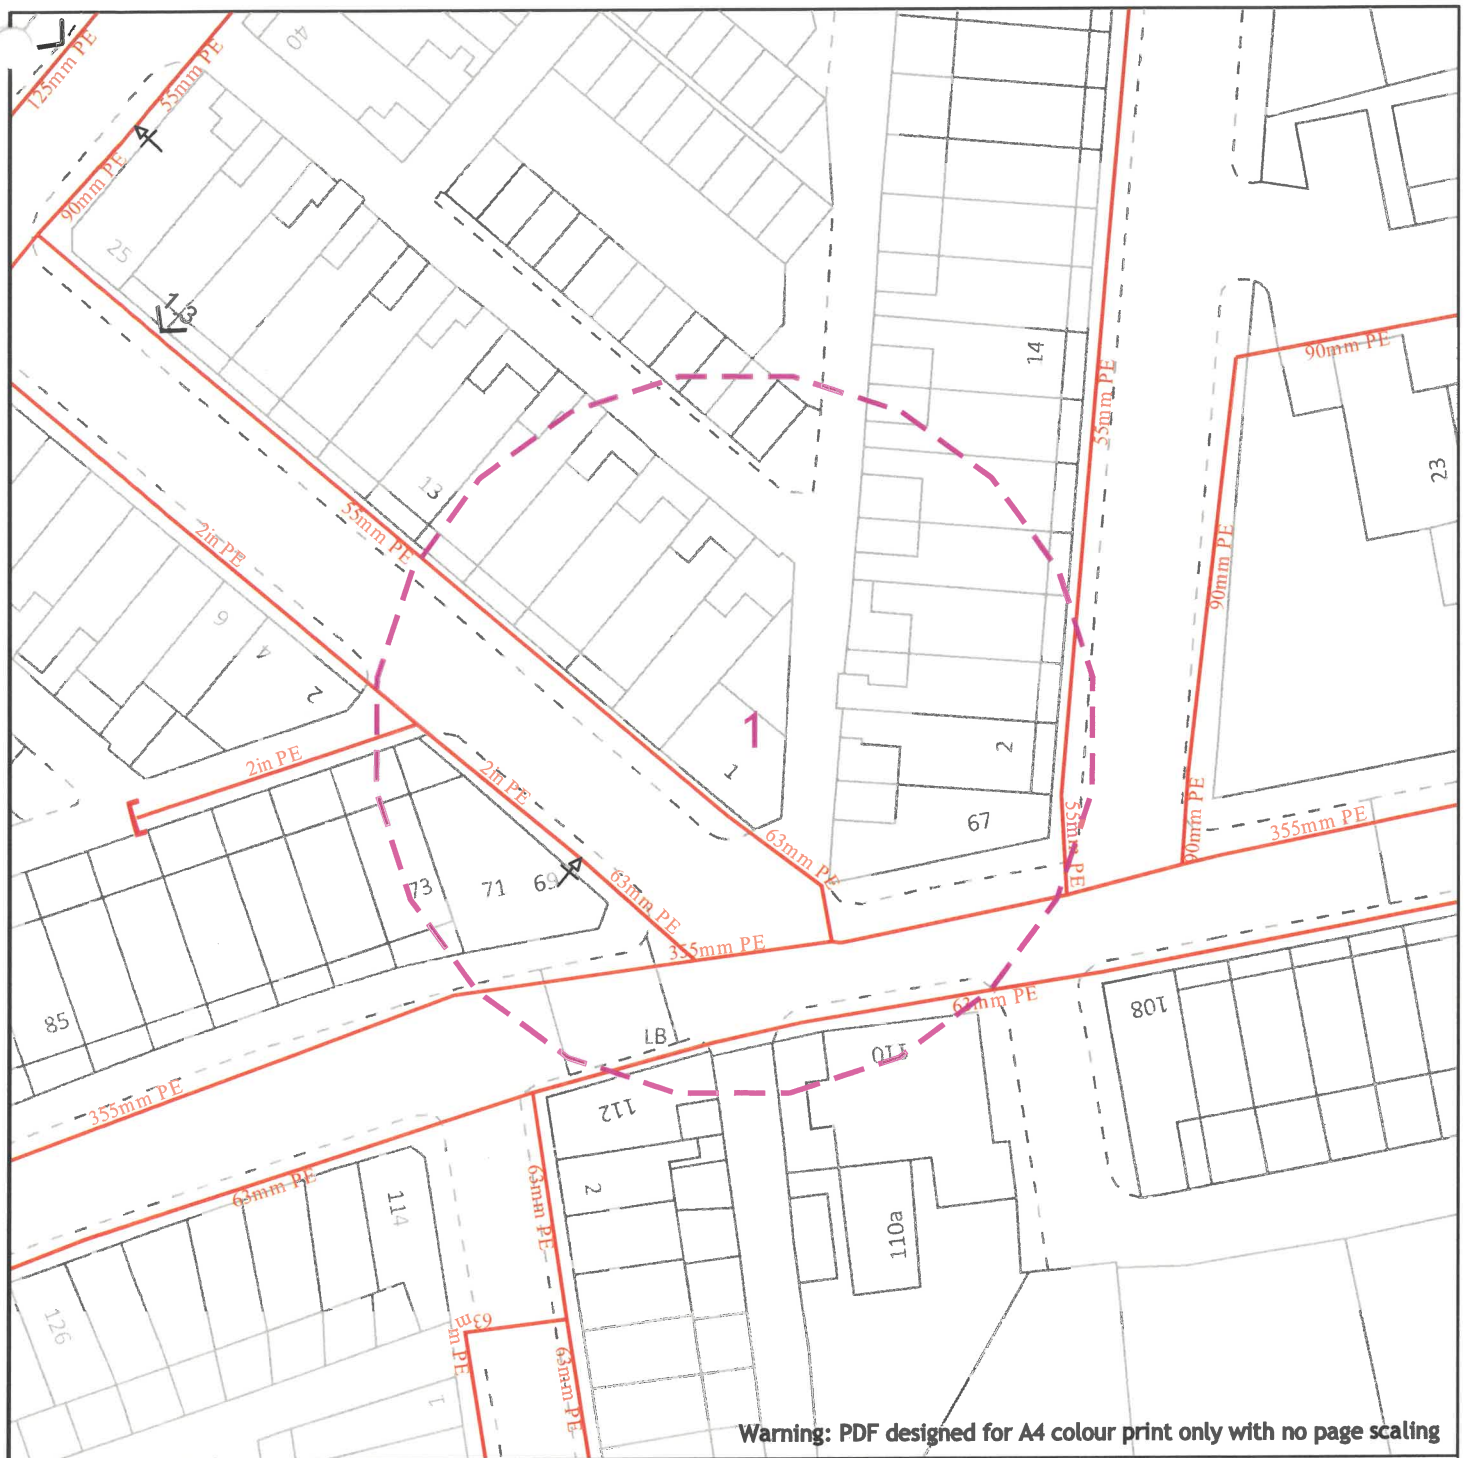 125mm PE
55mm PE
40
90mm PE
25
1.3
14
55mm PE
90mm PE
23
13
55mm PE
2in PE
90mm PE
9
4
2
1
1
2
2in PE
2in PE
67
55mm PE
90mm PE
355mm PE
63mm PE
73
71
69
63mm PE
355mm PE
85
LB
63mm PE
108
110
355mm PE
112
63mm PE
114
63mm PE
2
110a
126
63mm PE
63mm PE
1
Warning: PDF designed for A4 colour print only with no page scaling